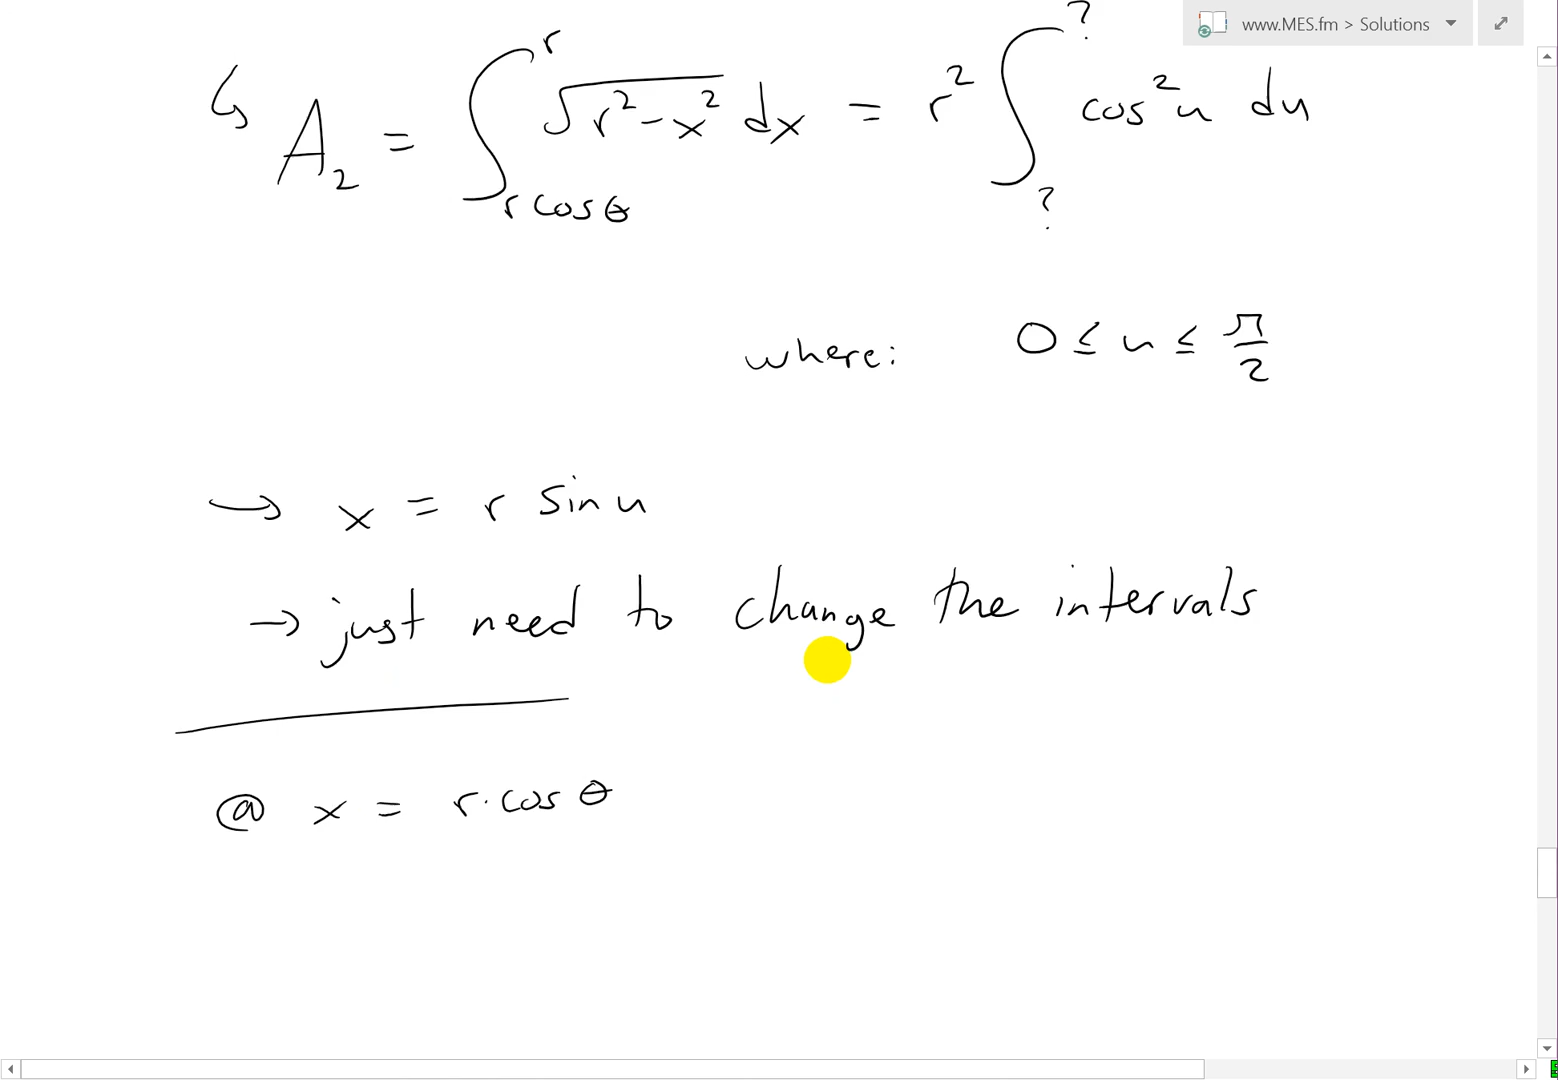 www.MES.fm > Solutions
↳ A₂ = ∫_{r cos θ}^{r} √(r² - x²) dx = r² ∫_{?}^{?} cos² u du
where: 0 ≤ u ≤ π/2
→ x = r sin u
→ just need to change the intervals
@ x = r · cos θ